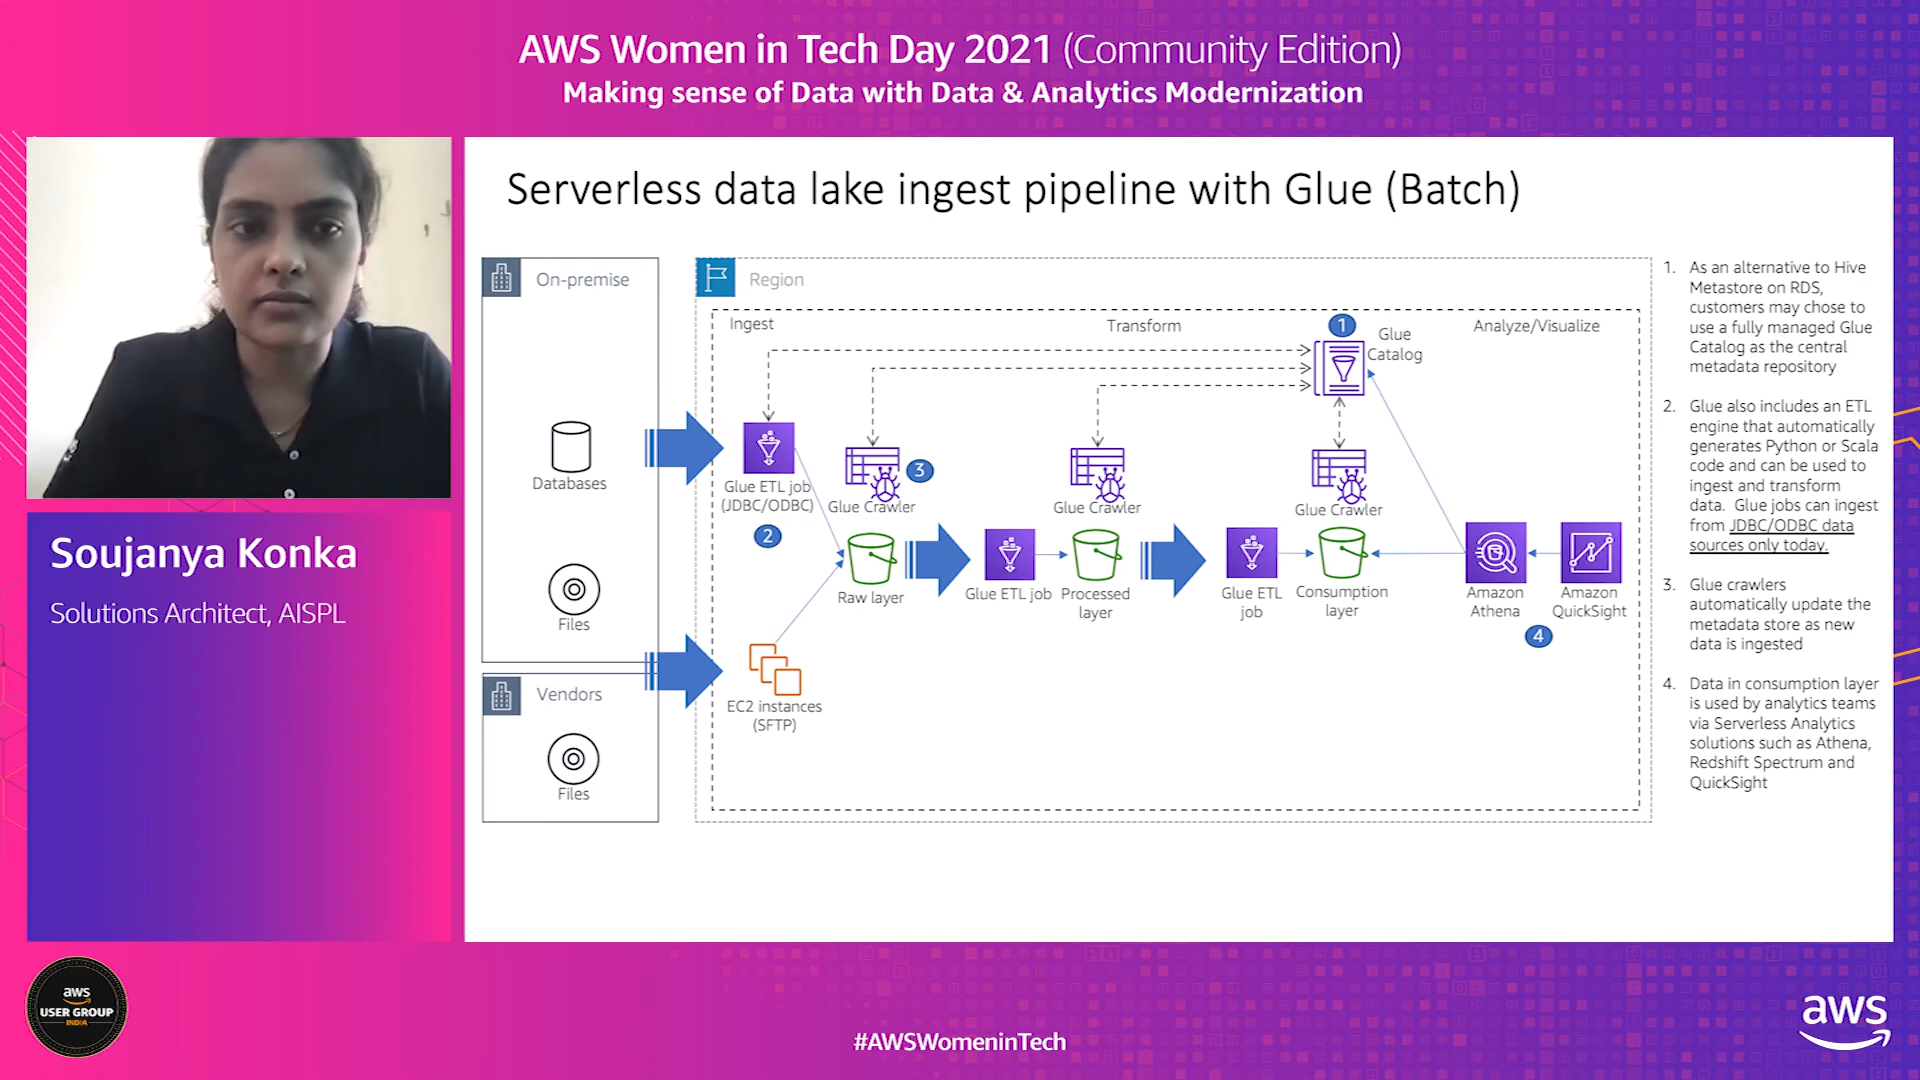 AWS Women in Tech Day 2021 (Community Edition)
Making sense of Data with Data & Analytics Modernization
Soujanya Konka
Solutions Architect, AISPL
Serverless data lake ingest pipeline with Glue (Batch)
On-premise
Databases
Files
Vendors
Files
Region
Ingest
Transform
Analyze/Visualize
1
Glue
Catalog
Glue ETL job
(JDBC/ODBC)
2
Glue Crawler
3
Raw layer
EC2 instances
(SFTP)
Glue ETL job
Glue Crawler
Processed
layer
Glue ETL
job
Glue Crawler
Consumption
layer
Amazon
Athena
Amazon
QuickSight
4
1. As an alternative to Hive
Metastore on RDS,
customers may chose to
use a fully managed Glue
Catalog as the central
metadata repository
2. Glue also includes an ETL
engine that automatically
generates Python or Scala
code and can be used to
ingest and transform
data. Glue jobs can ingest
from JDBC/ODBC data
sources only today.
3. Glue crawlers
automatically update the
metadata store as new
data is ingested
4. Data in consumption layer
is used by analytics teams
via Serverless Analytics
solutions such as Athena,
Redshift Spectrum and
QuickSight
aws
USER GROUP
INDIA
#AWSWomeninTech
aws